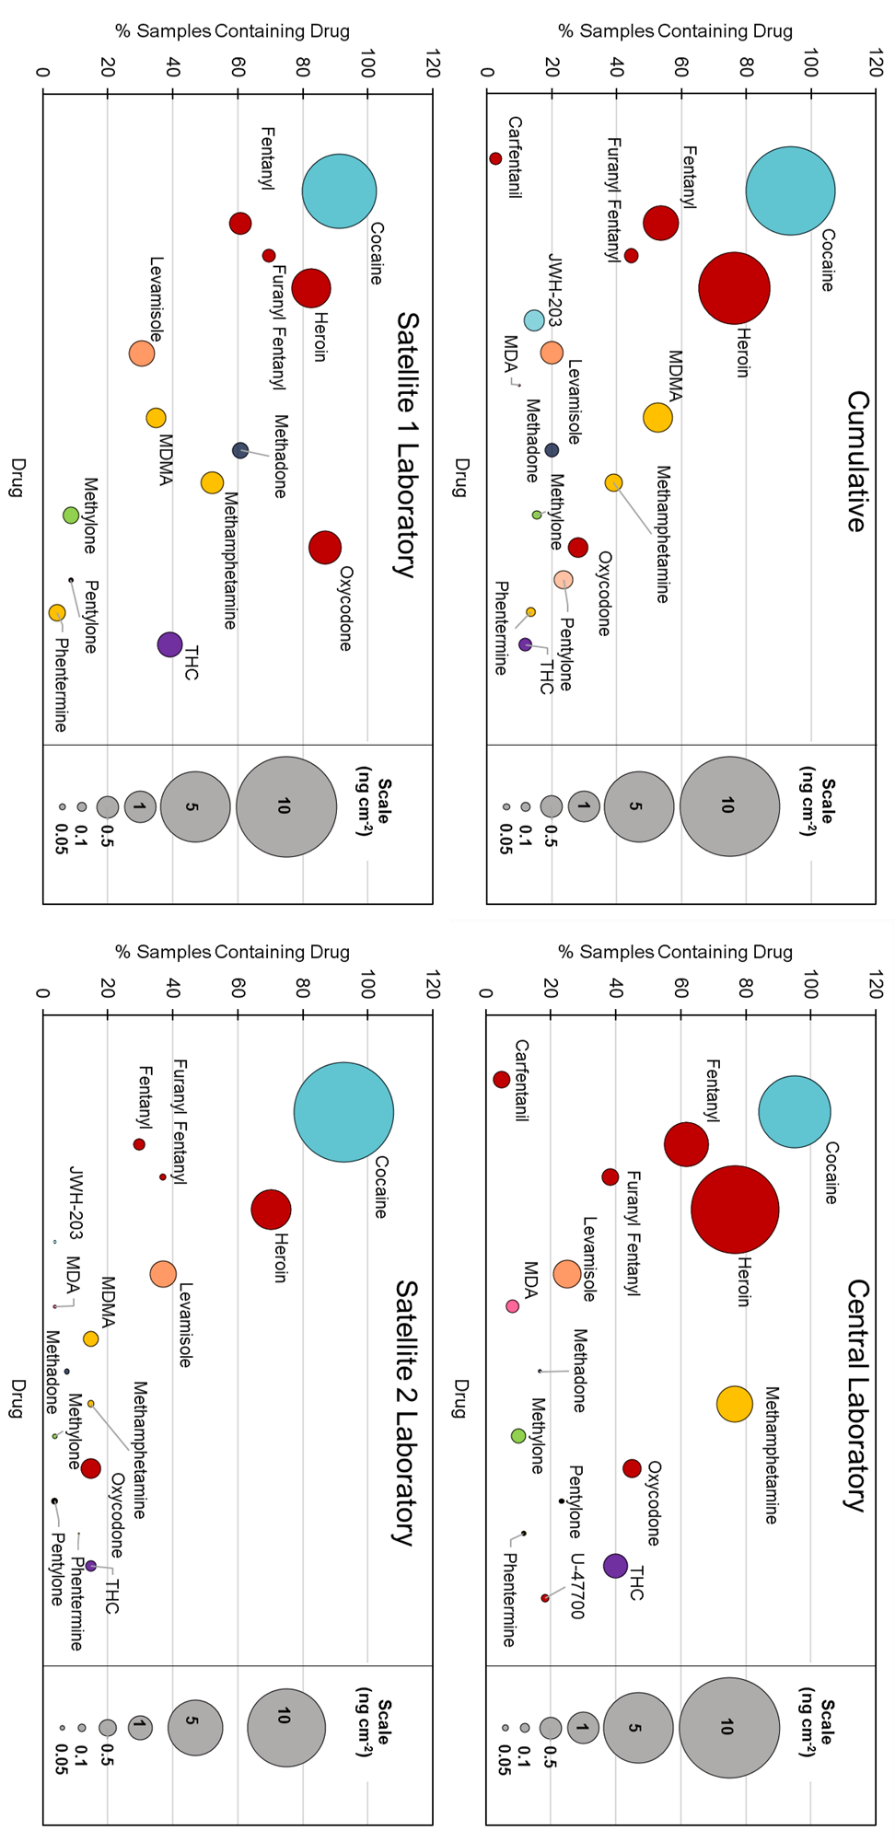 Cumulative
% Samples Containing Drug
120
100
80
60
40
20
0
Carfentanil
Cocaine
Fentanyl
Furanyl Fentanyl
Heroin
JWH-203
Levamisole
MDA
MDMA
Methadone
Methamphetamine
Methylone
Oxycodone
Pentylone
Phentermine
THC
Drug
Scale
(ng cm-2)
10
5
1
0.5
0.1
0.05
Central Laboratory
% Samples Containing Drug
120
100
80
60
40
20
0
Carfentanil
Cocaine
Fentanyl
Furanyl Fentanyl
Heroin
Levamisole
MDA
Methadone
Methamphetamine
Methylone
Oxycodone
Pentylone
Phentermine
THC
U-47700
Drug
Scale
(ng cm-2)
10
5
1
0.5
0.1
0.05
Satellite 1 Laboratory
% Samples Containing Drug
120
100
80
60
40
20
0
Cocaine
Fentanyl
Furanyl Fentanyl
Heroin
Levamisole
MDMA
Methadone
Methamphetamine
Methylone
Oxycodone
Pentylone
Phentermine
THC
Drug
Scale
(ng cm-2)
10
5
1
0.5
0.1
0.05
Satellite 2 Laboratory
% Samples Containing Drug
120
100
80
60
40
20
0
Cocaine
Fentanyl
Furanyl Fentanyl
Heroin
JWH-203
Levamisole
MDA
MDMA
Methadone
Methamphetamine
Methylone
Oxycodone
Pentylone
Phentermine
THC
Drug
Scale
(ng cm-2)
10
5
1
0.5
0.1
0.05